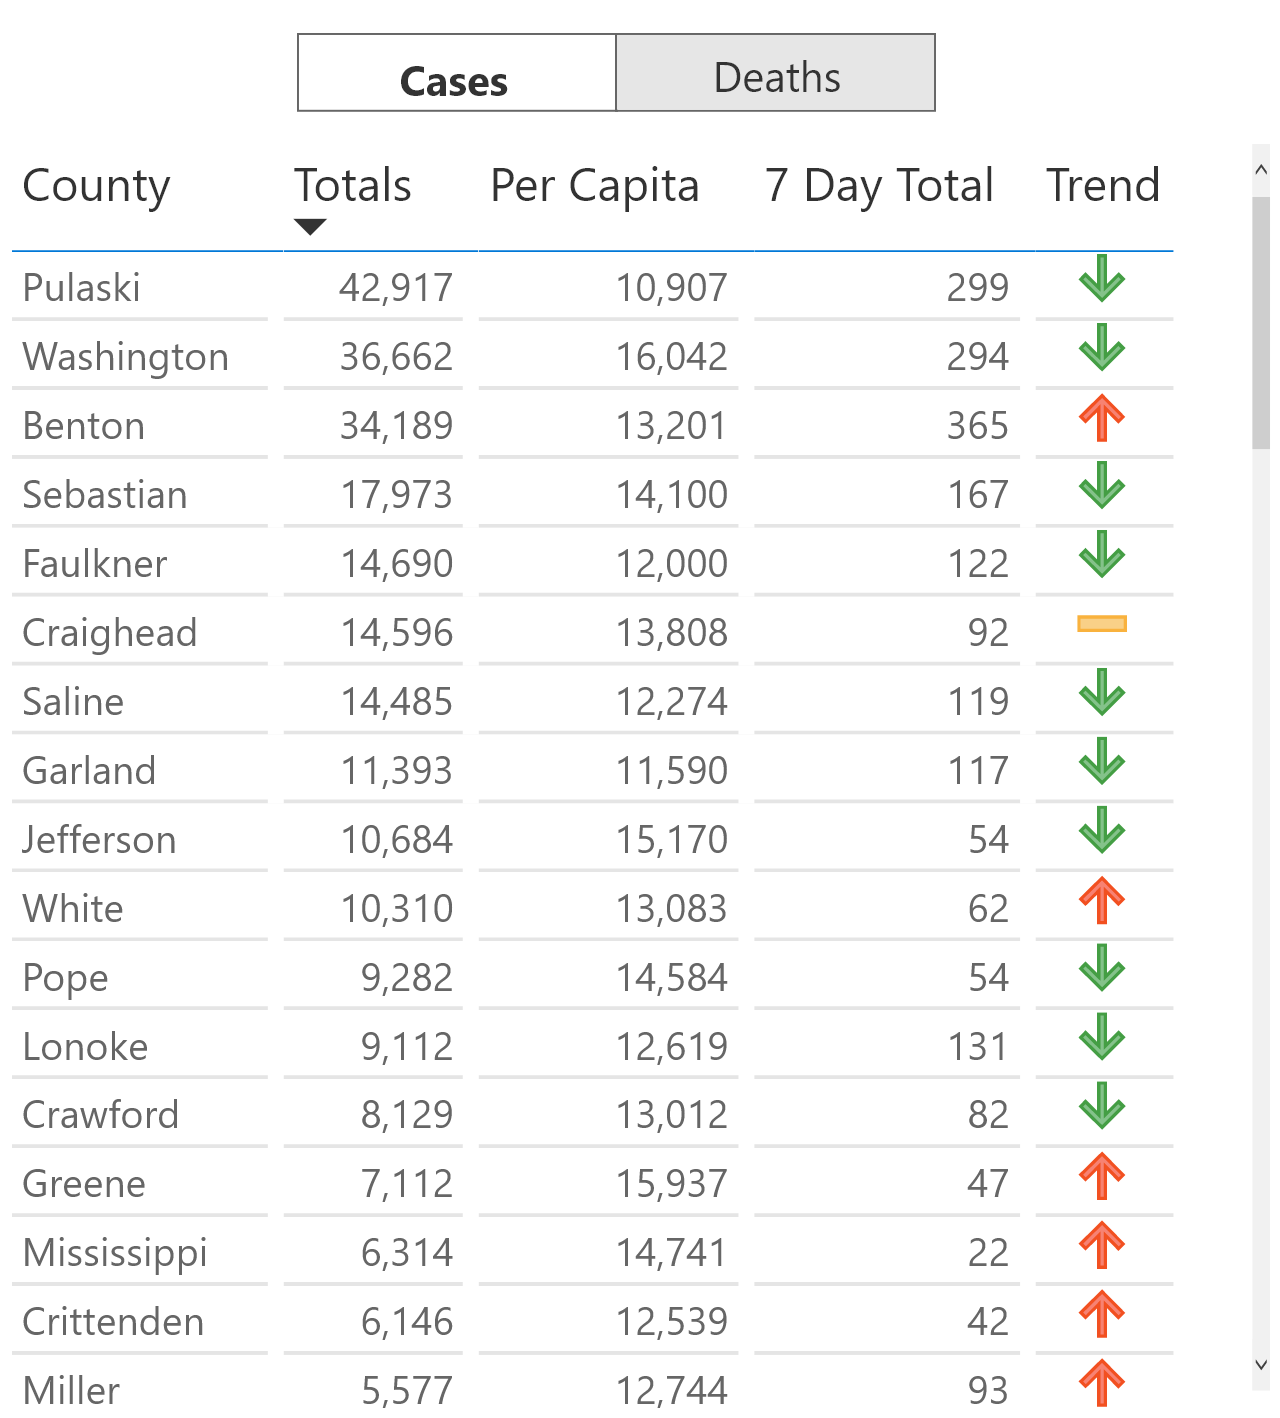 Cases Deaths
County Totals Per Capita 7 Day Total Trend
Pulaski 42,917 10,907 299
Washington 36,662 16,042 294
Benton 34,189 13,201 365
Sebastian 17,973 14,100 167
Faulkner 14,690 12,000 122
Craighead 14,596 13,808 92
Saline 14,485 12,274 119
Garland 11,393 11,590 117
Jefferson 10,684 15,170 54
White 10,310 13,083 62
Pope 9,282 14,584 54
Lonoke 9,112 12,619 131
Crawford 8,129 13,012 82
Greene 7,112 15,937 47
Mississippi 6,314 14,741 22
Crittenden 6,146 12,539 42
Miller 5,577 12,744 93